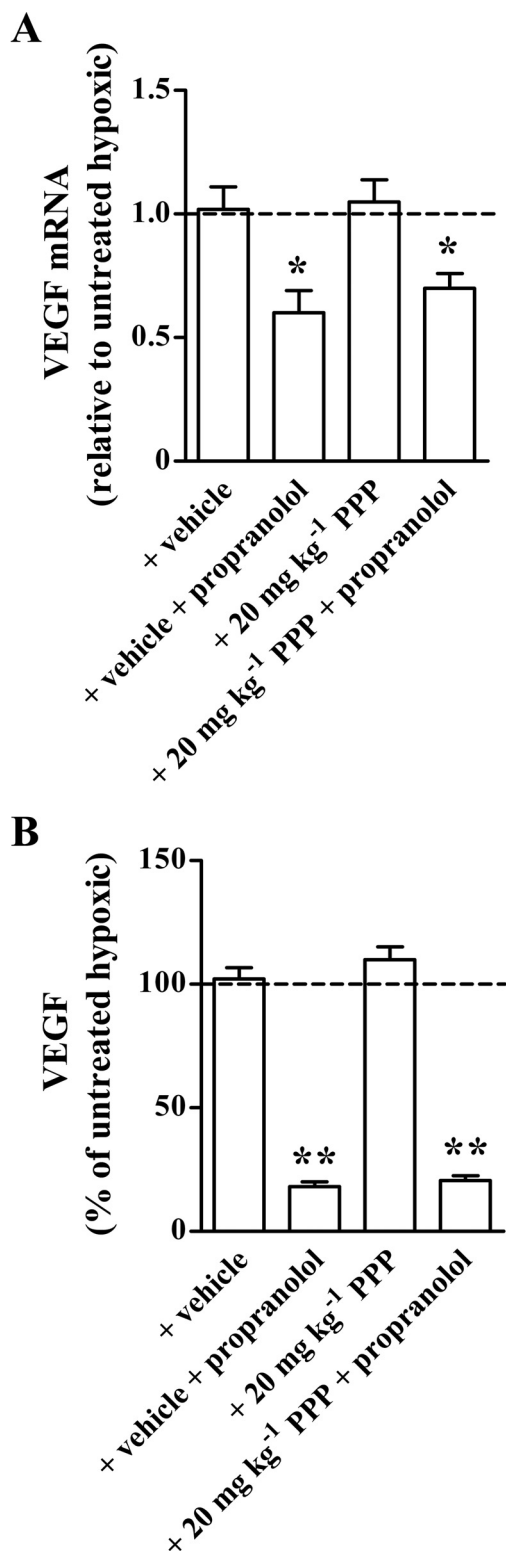 A
VEGF mRNA
(relative to untreated hypoxic)
1.5
1.0
0.5
0
*
*
+ vehicle
+ vehicle + propranolol
+ 20 mg kg⁻¹ PPP
+ 20 mg kg⁻¹ PPP + propranolol
B
VEGF
(% of untreated hypoxic)
150
100
50
0
**
**
+ vehicle
+ vehicle + propranolol
+ 20 mg kg⁻¹ PPP
+ 20 mg kg⁻¹ PPP + propranolol